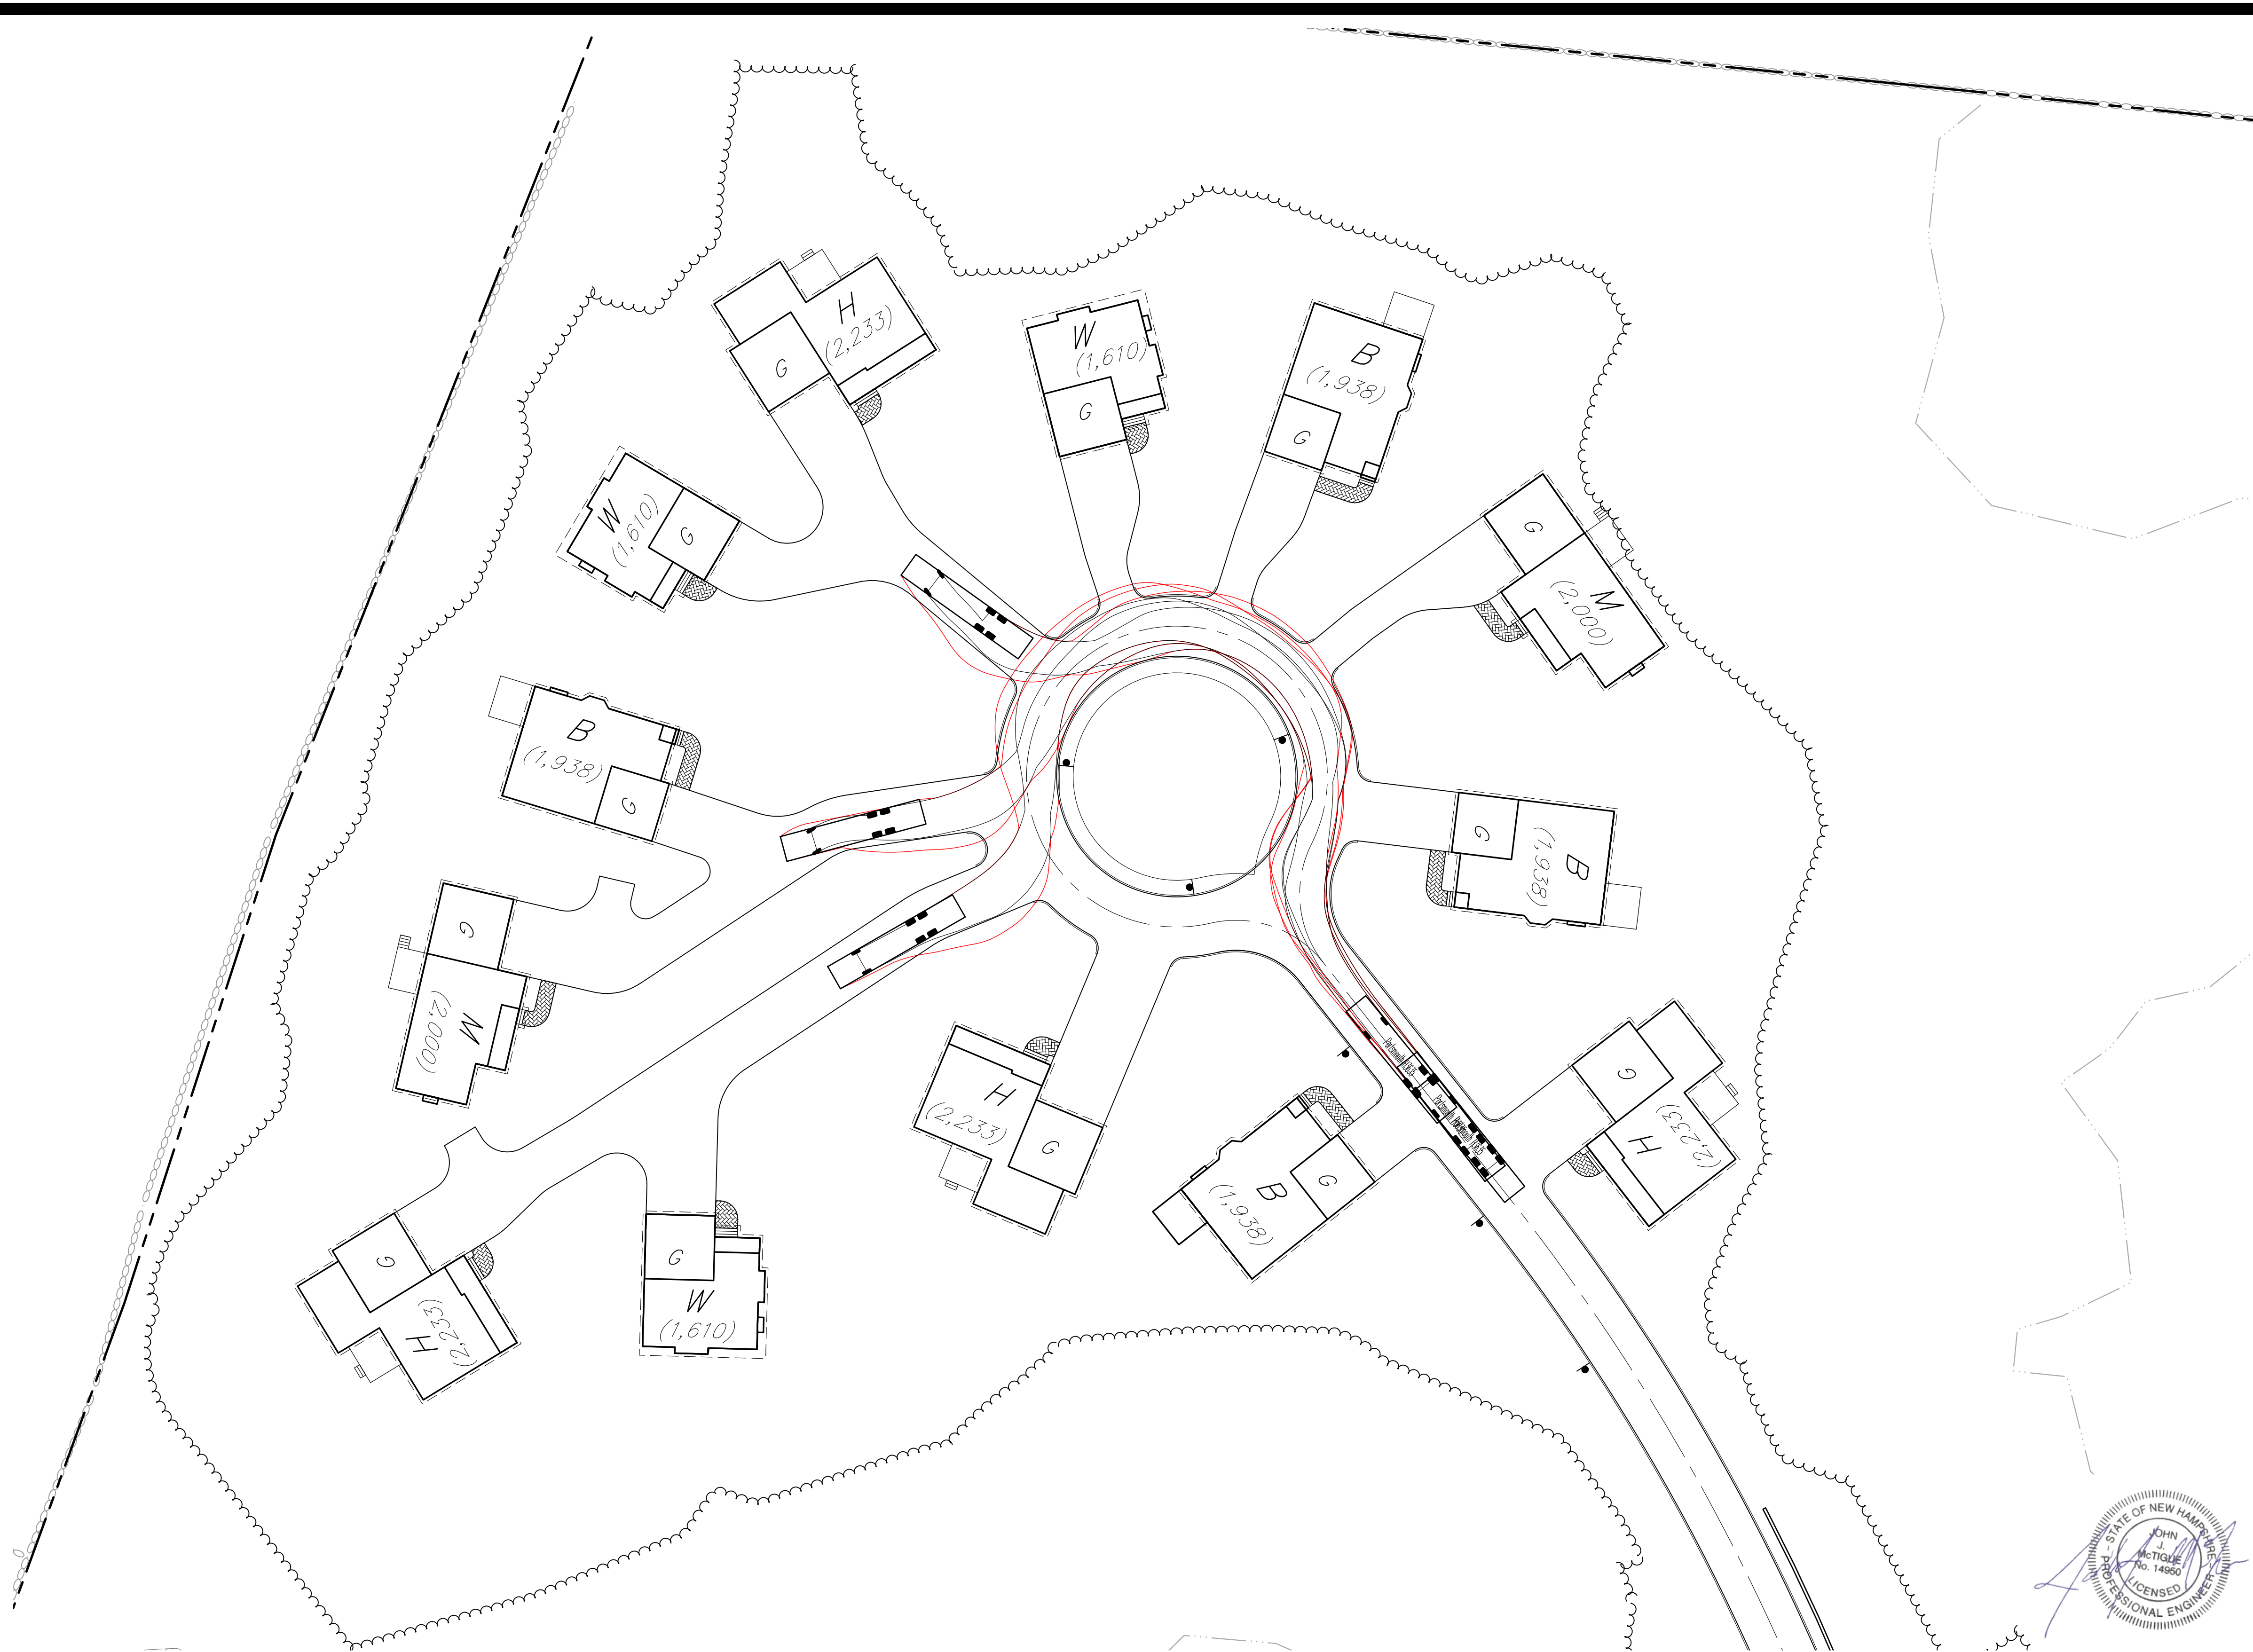 H
(2,233)
G
W
(1,610)
G
B
(1,938)
G
W
(1,610)
G
G
M
(2,000)
B
(1,938)
G
G
B
(1,938)
G
M
(2,000)
H
(2,233)
G
G
H
(2,233)
B
(1,938)
G
G
H
(2,233)
G
W
(1,610)
STATE OF NEW HAMPSHIRE
JOHN
J.
McTIGUE
No. 14950
LICENSED
PROFESSIONAL ENGINEER